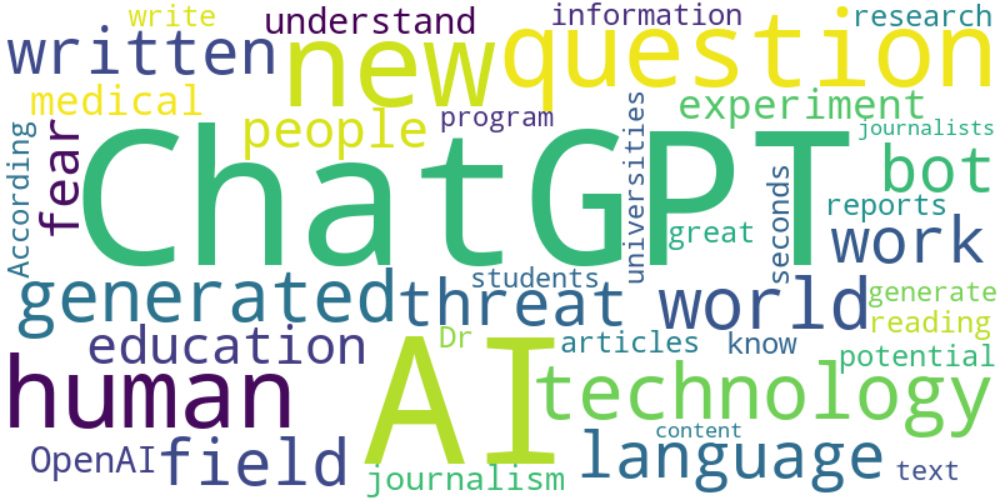 write
understand
information
research
written
new
question
medical
people
program
experiment
journalists
According
fear
ChatGPT
universities
seconds
bot
great
reports
work
generated
threat
students
world
generate
reading
education
Dr
articles
know
potential
human
AI
technology
content
OpenAI
field
journalism
language
text